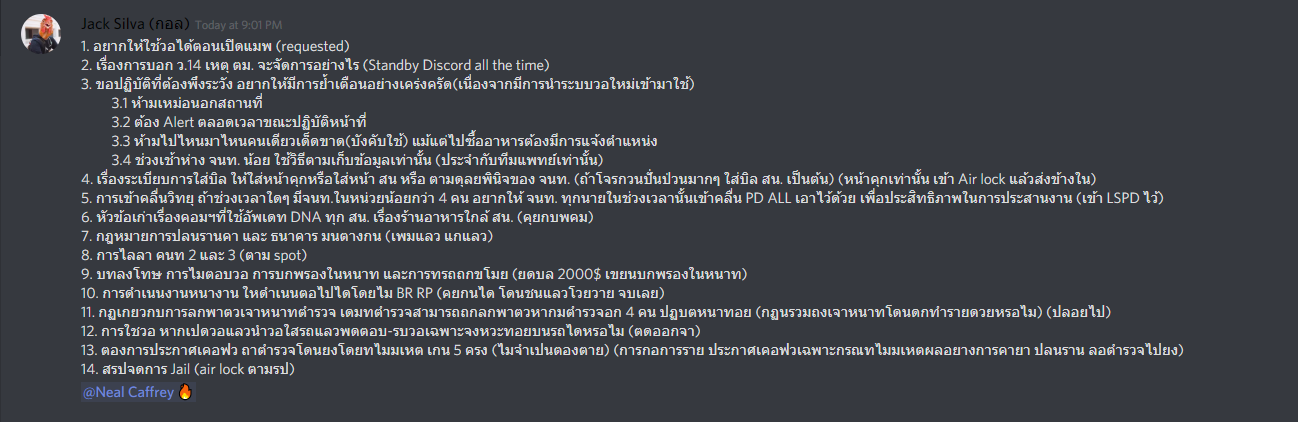 Jack Silva (กอล) Today at 9:01 PM
1. อยากให้ใช้วอได้ตอนเปิดแมพ (requested)
2. เรื่องการบอก ว.14 เหตุ ตม. จะจัดการอย่างไร (Standby Discord all the time)
3. ขอปฏิบัติที่ต้องพึงระวัง อยากให้มีการย้ำเตือนอย่างเคร่งครัด(เนื่องจากมีการนำระบบวอใหม่เข้ามาใช้)
3.1 ห้ามเหม่อนอกสถานที่
3.2 ต้อง Alert ตลอดเวลาขณะปฏิบัติหน้าที่
3.3 ห้ามไปไหนมาไหนคนเดียวเด็ดขาด(บังคับใช้) แม้แต่ไปซื้ออาหารต้องมีการแจ้งตำแหน่ง
3.4 ช่วงเช้าห่าง จนท. น้อย ใช้วิธีตามเก็บข้อมูลเท่านั้น (ประจำกับทีมแพทย์เท่านั้น)
4. เรื่องระเบียบการใส่บิล ให้ใส่หน้าคุกหรือใส่หน้า สน หรือ ตามดุลยพินิจของ จนท. (ถ้าโจรกวนปั่นป่วนมากๆ ใส่บิล สน. เป็นต้น) (หน้าคุกเท่านั้น เข้า Air lock แล้วส่งข้างใน)
5. การเข้าคลื่นวิทยุ ถ้าช่วงเวลาใดๆ มีจนท.ในหน่วยน้อยกว่า 4 คน อยากให้ จนท. ทุกนายในช่วงเวลานั้นเข้าคลื่น PD ALL เอาไว้ด้วย เพื่อประสิทธิภาพในการประสานงาน (เข้า LSPD ไว้)
6. หัวข้อเก่าเรื่องคอมฯที่ใช้อัพเดท DNA ทุก สน. เรื่องร้านอาหารใกล้ สน. (คุยกบพคม)
7. กฎหมายการปลนรานคา และ ธนาคาร มนตางกน (เพมแลว แกแลว)
8. การไลลา คนท 2 และ 3 (ตาม spot)
9. บทลงโทษ การไมตอบวอ การบกพรองในหนาท และการทรถถกขโมย (ยดบล 2000$ เขยนบกพรองในหนาท)
10. การดำเนนงานหนางาน ใหดำเนนตอไปไดโดยไม BR RP (คยกนได โดนชนแลวโวยวาย จบเลย)
11. กฏเกยวกบการลกพาตวเจาหนาทตำรวจ เดมทตำรวจสามารถถกลกพาตวหากมตำรวจอก 4 คน ปฏบตหนาทอย (กฏนรวมถงเจาหนาทโดนดกทำรายดวยหรอไม) (ปลอยไป)
12. การใชวอ หากเปดวอแลวนำวอใสรถแลวพดตอบ-รบวอเฉพาะจงหวะทอยบนรถไดหรอไม (ตดออกจา)
13. ตองการประกาศเคอฟว ถาตำรวจโดนยงโดยทไมมเหต เกน 5 ครง (ไมจำเปนตองตาย) (การกอการราย ประกาศเคอฟวเฉพาะกรณทไมมเหตผลอยางการคายา ปลนราน ลอตำรวจไปยง)
14. สรปจดการ Jail (air lock ตามรป)
@Neal Caffrey